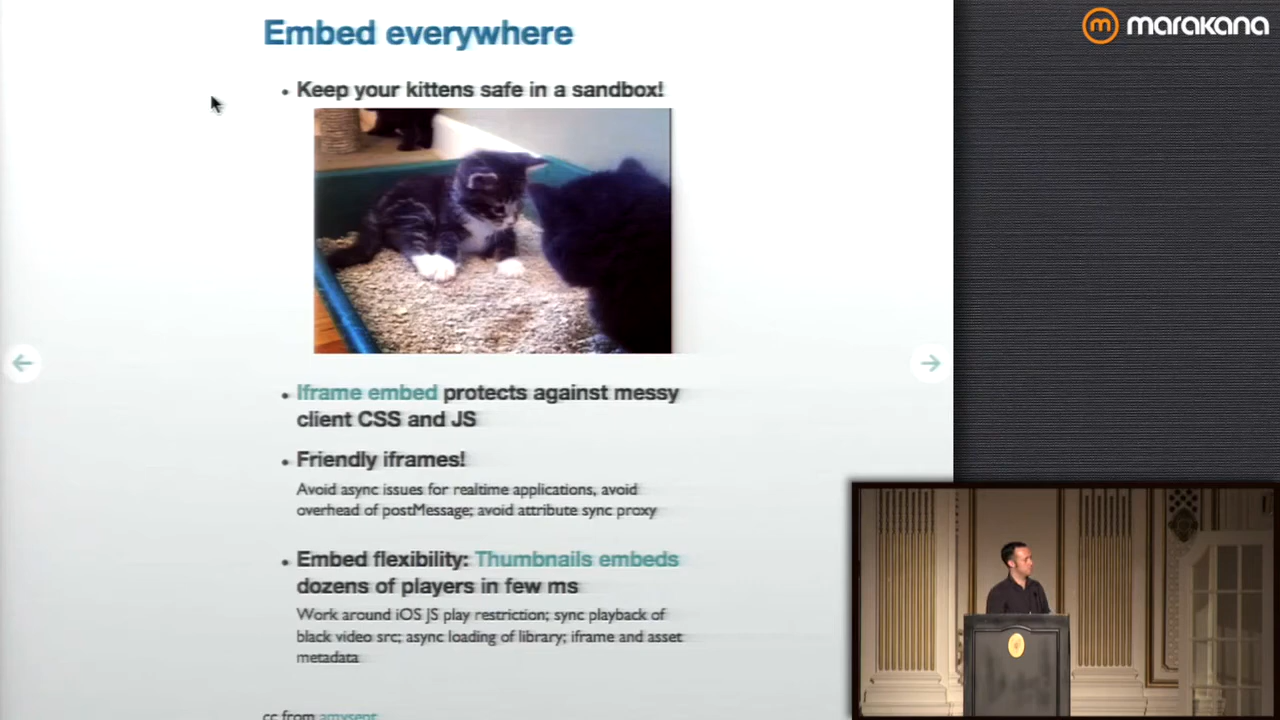 Embed everywhere
marakana
• Keep your kittens safe in a sandbox!
• Iframe embed protects against messy
client CSS and JS
• Friendly iframes!
Avoid async issues for realtime applications, avoid
overhead of postMessage; avoid attribute sync proxy
• Embed flexibility: Thumbnails embeds
dozens of players in few ms
Work around iOS JS play restriction; sync playback of
black video src; async loading of library; iframe and asset
metadata
cc from